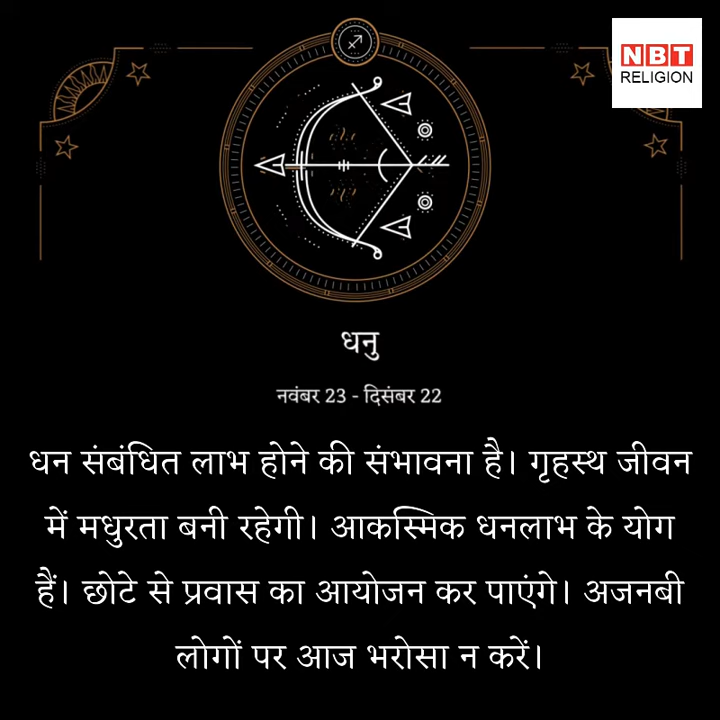 NBT
RELIGION
धनु
नवंबर 23 - दिसंबर 22
धन संबंधित लाभ होने की संभावना है। गृहस्थ जीवन
में मधुरता बनी रहेगी। आकस्मिक धनलाभ के योग
हैं। छोटे से प्रवास का आयोजन कर पाएंगे। अजनबी
लोगों पर आज भरोसा न करें।